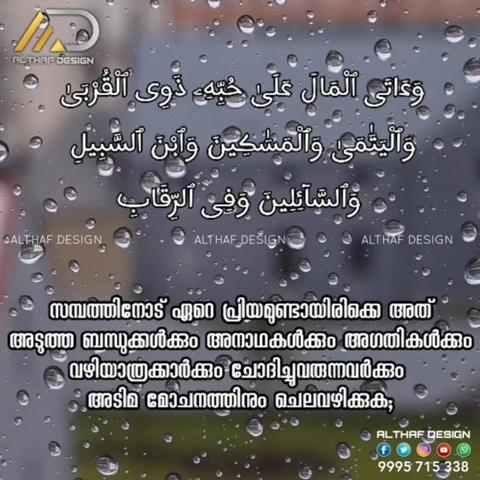 ALTHAF DESIGN
وَءَاتَى ٱلْمَالَ عَلَىٰ حُبِّهِۦ ذَوِى ٱلْقُرْبَىٰ
وَٱلْيَتَٰمَىٰ وَٱلْمَسَٰكِينَ وَٱبْنَ ٱلسَّبِيلِ
وَٱلسَّآئِلِينَ وَفِى ٱلرِّقَابِ
ALTHAF DESIGN ALTHAF DESIGN ALTHAF DESIGN
സമ്പത്തിനോട് ഏറെ പ്രിയമുണ്ടായിരിക്കെ അത്
അടുത്ത ബന്ധുക്കൾക്കും അനാഥകൾക്കും അഗതികൾക്കും
വഴിയാത്രക്കാർക്കും ചോദിച്ചുവരുന്നവർക്കും
അടിമ മോചനത്തിനും ചെലവഴിക്കുക;
ALTHAF DESIGN
9995 715 338